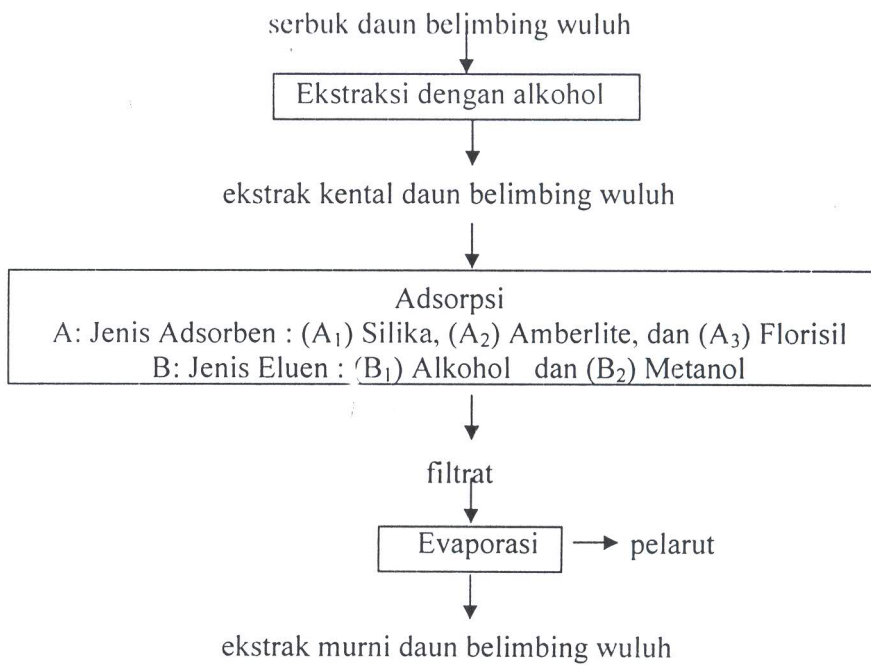 serbuk daun belimbing wuluh
Ekstraksi dengan alkohol
ekstrak kental daun belimbing wuluh
Adsorpsi
A: Jenis Adsorben : (A₁) Silika, (A₂) Amberlite, dan (A₃) Florisil
B: Jenis Eluen : (B₁) Alkohol dan (B₂) Metanol
filtrat
Evaporasi → pelarut
ekstrak murni daun belimbing wuluh